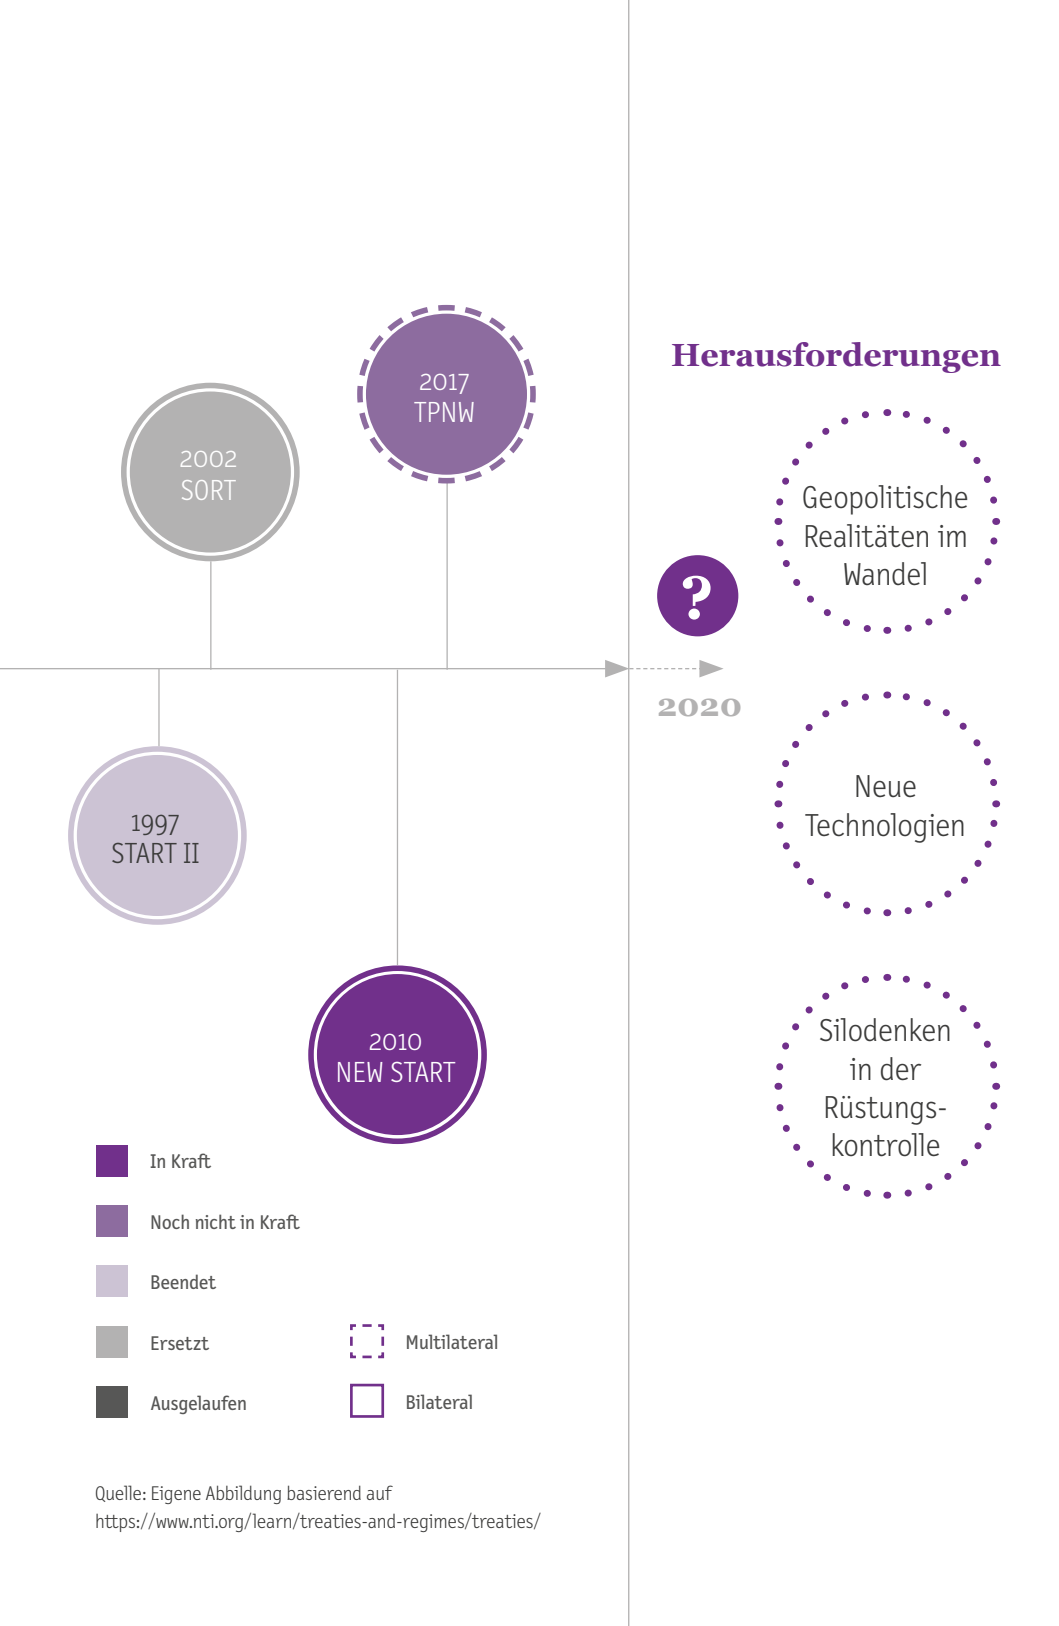 2017
TPNW
2002
SORT
1997
START II
2010
NEW START
In Kraft
Noch nicht in Kraft
Beendet
Ersetzt
Ausgelaufen
Multilateral
Bilateral
Quelle: Eigene Abbildung basierend auf
https://www.nti.org/learn/treaties-and-regimes/treaties/
?
2020
Herausforderungen
Geopolitische
Realitäten im
Wandel
Neue
Technologien
Silodenken
in der
Rüstungs-
kontrolle